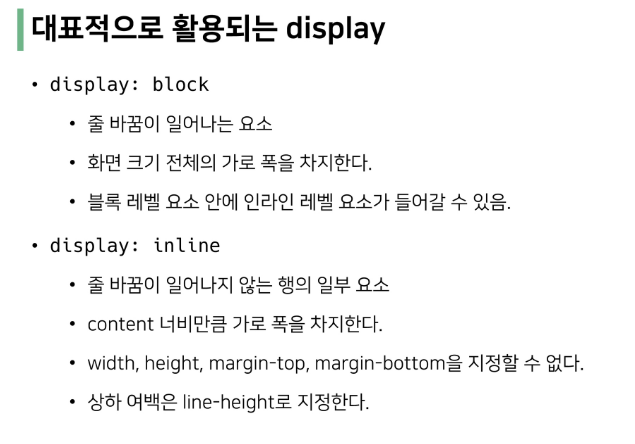 대표적으로 활용되는 display
• display: block
• 줄 바꿈이 일어나는 요소
• 화면 크기 전체의 가로 폭을 차지한다.
• 블록 레벨 요소 안에 인라인 레벨 요소가 들어갈 수 있음.
• display: inline
• 줄 바꿈이 일어나지 않는 행의 일부 요소
• content 너비만큼 가로 폭을 차지한다.
• width, height, margin-top, margin-bottom을 지정할 수 없다.
• 상하 여백은 line-height로 지정한다.